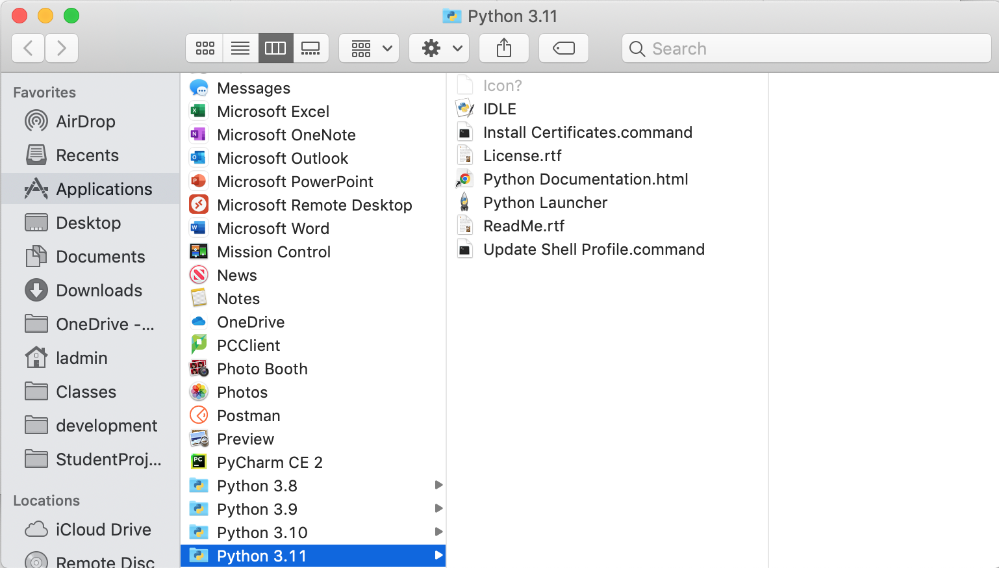 Python 3.11
Search
Favorites
AirDrop
Recents
Applications
Desktop
Documents
Downloads
OneDrive -...
ladmin
Classes
development
StudentProj...
Locations
iCloud Drive
Remote Disc
Messages
Microsoft Excel
Microsoft OneNote
Microsoft Outlook
Microsoft PowerPoint
Microsoft Remote Desktop
Microsoft Word
Mission Control
News
Notes
OneDrive
PCClient
Photo Booth
Photos
Postman
Preview
PyCharm CE 2
Python 3.8
Python 3.9
Python 3.10
Python 3.11
Icon?
IDLE
Install Certificates.command
License.rtf
Python Documentation.html
Python Launcher
ReadMe.rtf
Update Shell Profile.command